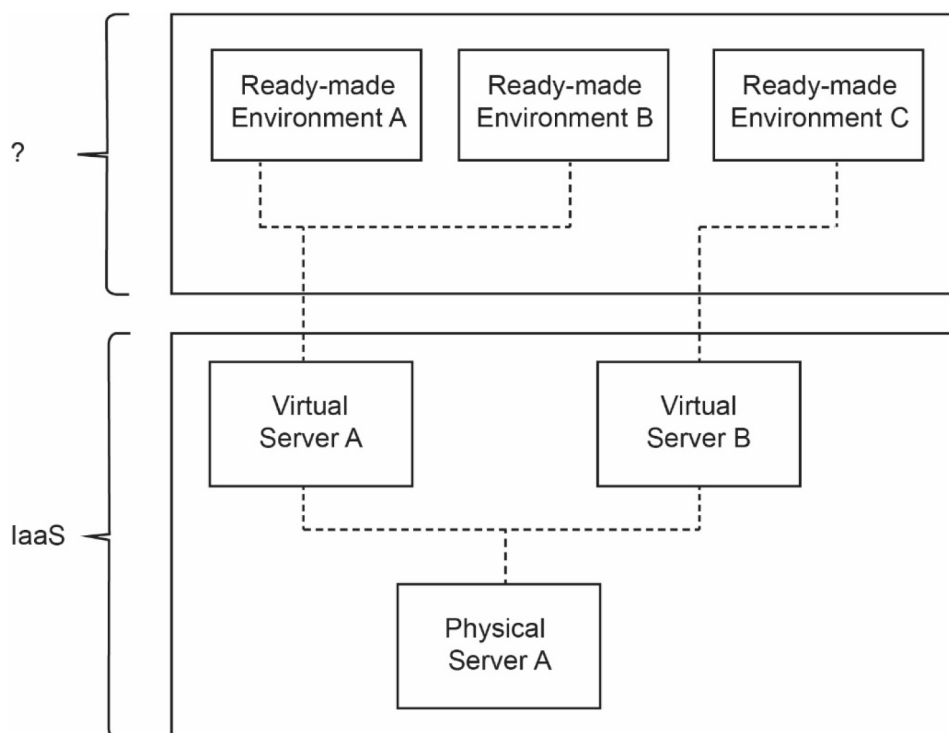 Ready-made
Environment A
Ready-made
Environment B
Ready-made
Environment C
?
Virtual
Server A
Virtual
Server B
IaaS
Physical
Server A